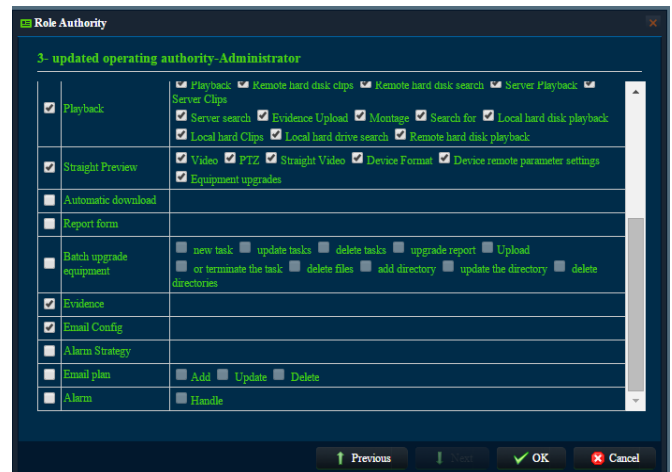 Role Authority
3- updated operating authority-Administrator
Playback Remote hard disk clips Remote hard disk search Server Playback
Server Clips
Playback
Server search Evidence Upload Montage Search for Local hard disk playback
Local hard Clips Local hard drive search Remote hard disk playback
Straight Preview
Video PTZ Straight Video Device Format Device remote parameter settings
Equipment upgrades
Automatic download
Report form
Batch upgrade
equipment
new task update tasks delete tasks upgrade report Upload
or terminate the task delete files add directory update the directory delete
directories
Evidence
Email Config
Alarm Strategy
Email plan
Add Update Delete
Alarm
Handle
Previous Next OK Cancel